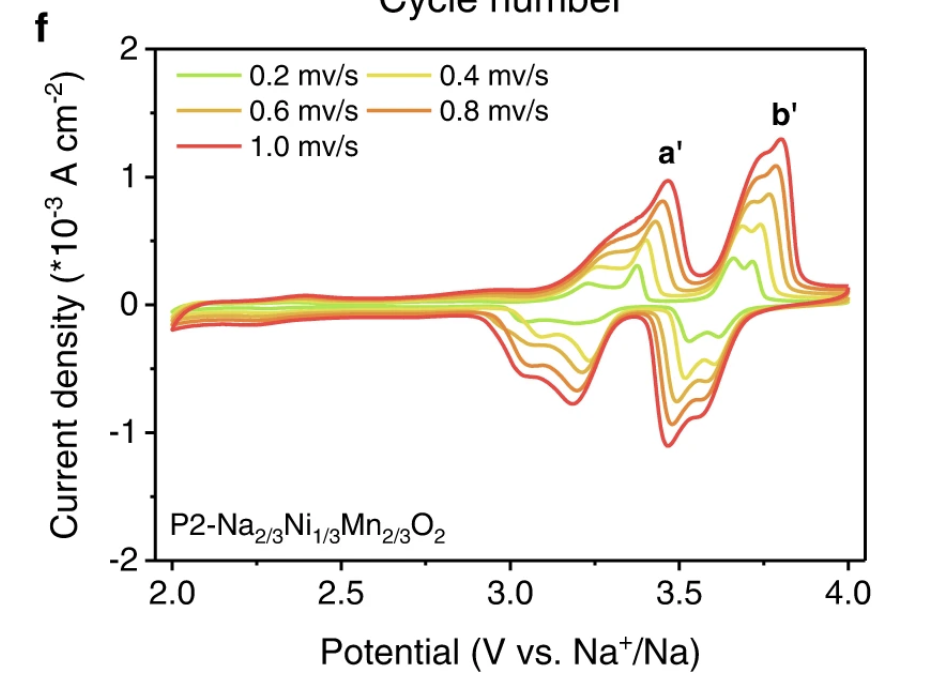 Cycle number
f
2
1
0
-1
-2
Current density (*10⁻³ A cm⁻²)
0.2 mv/s 0.4 mv/s
0.6 mv/s 0.8 mv/s
1.0 mv/s
a'
b'
P2-Na₂/₃Ni₁/₃Mn₂/₃O₂
2.0 2.5 3.0 3.5 4.0
Potential (V vs. Na⁺/Na)